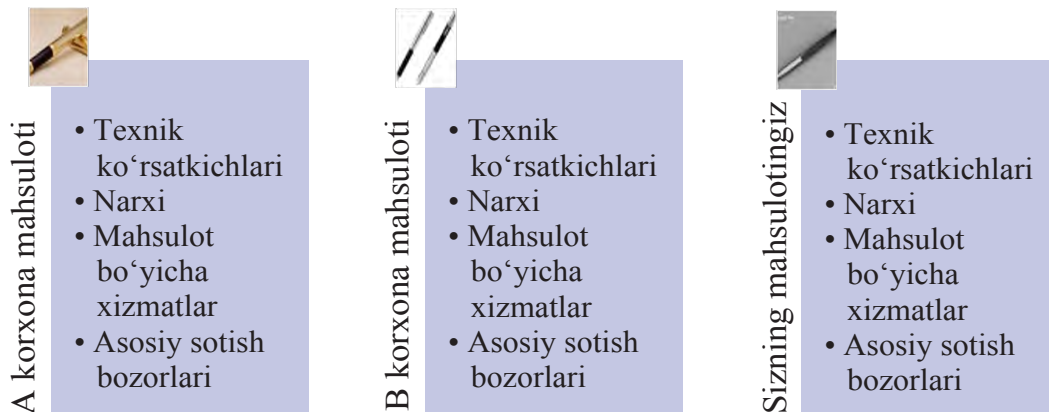 A korxona mahsuloti
• Texnik
ko‘rsatkichlari
• Narxi
• Mahsulot
bo‘yicha
xizmatlar
• Asosiy sotish
bozorlari
B korxona mahsuloti
• Texnik
ko‘rsatkichlari
• Narxi
• Mahsulot
bo‘yicha
xizmatlar
• Asosiy sotish
bozorlari
Sizning mahsulotingiz
• Texnik
ko‘rsatkichlari
• Narxi
• Mahsulot
bo‘yicha
xizmatlar
• Asosiy sotish
bozorlari